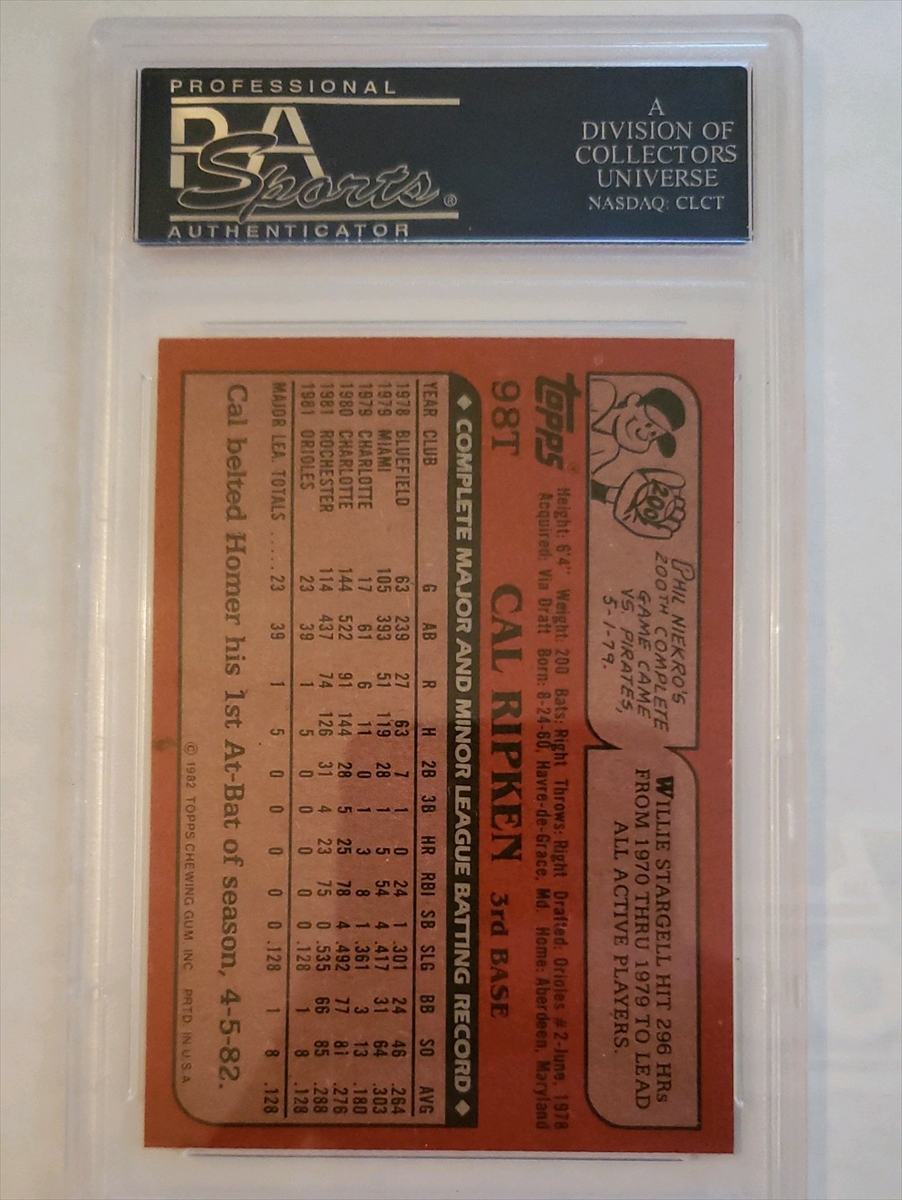 PROFESSIONAL
PSA
Sports®
AUTHENTICATOR
A
DIVISION OF
COLLECTORS
UNIVERSE
NASDAQ: CLCT
200
PHIL NIEKRO'S
200TH COMPLETE
GAME CAME
VS. PIRATES,
5-1-79.
WILLIE STARGELL HIT 296 HRs
FROM 1970 THRU 1979 TO LEAD
ALL ACTIVE PLAYERS.
topps®
98T
CAL RIPKEN 3rd BASE
Height: 6'4" Weight: 200 Bats: Right Throws: Right Drafted: Orioles #2-June, 1978
Acquired: Via Draft Born: 8-24-60, Havre-de-Grace, Md. Home: Aberdeen, Maryland
◆ COMPLETE MAJOR AND MINOR LEAGUE BATTING RECORD ◆
YEAR CLUB G AB R H 2B 3B HR RBI SB SLG BB SO AVG
1978 BLUEFIELD 63 239 27 63 7 1 0 24 1 .301 24 46 .264
1979 MIAMI 105 393 51 119 28 1 5 54 4 .417 31 64 .303
1979 CHARLOTTE 17 61 6 11 0 1 3 8 1 .361 3 13 .180
1980 CHARLOTTE 144 522 91 144 28 5 25 78 4 .492 77 81 .276
1981 ROCHESTER 114 437 74 126 31 4 23 75 0 .535 66 85 .288
1981 ORIOLES 23 39 1 5 0 0 0 0 0 .128 1 8 .128
MAJOR LEA. TOTALS ..... 23 39 1 5 0 0 0 0 0 .128 1 8 .128
Cal belted Homer his 1st At-Bat of season, 4-5-82.
© 1982 TOPPS CHEWING GUM, INC. PRTD. IN U.S.A.